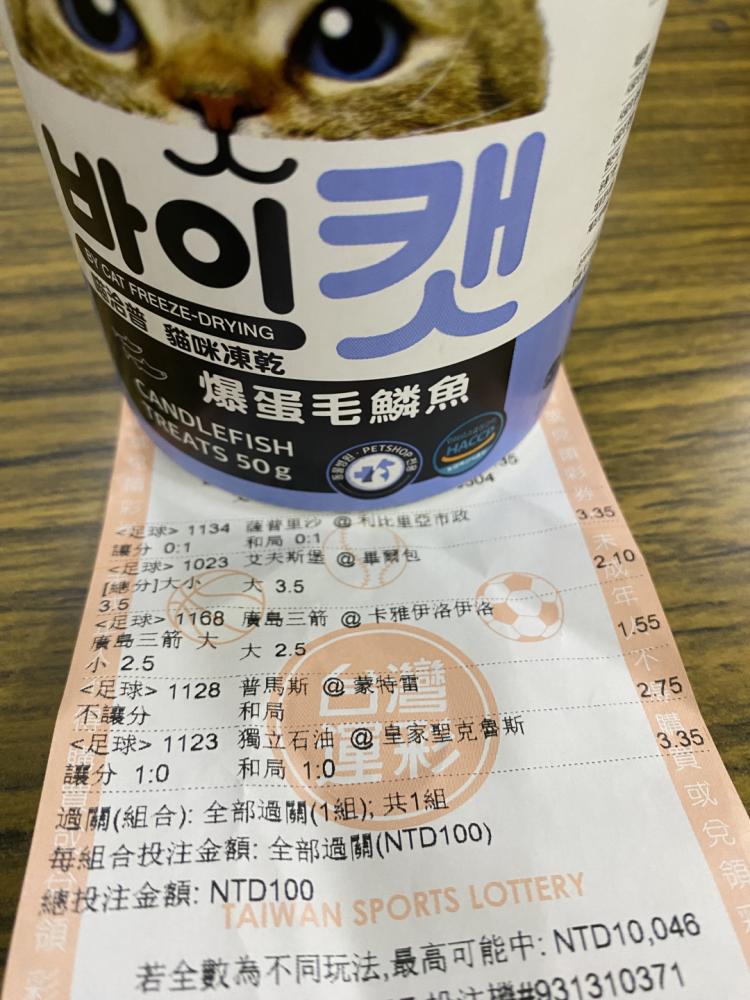 바이캣
BY CAT FREEZE-DRYING
貓咪凍乾
爆蛋毛鱗魚
CANDLEFISH
TREATS 50g
PETSHOP
HACCP
<足球> 1134 薩普里沙 @ 利比里亞市政 3.35
讓分 0:1 和局 0:1
<足球> 1023 艾夫斯堡 @ 畢爾包 2.10
[總分]大小 大 3.5
3.5
<足球> 1168 廣島三箭 @ 卡雅伊洛伊洛 1.55
廣島三箭 大 大 2.5
小 2.5
<足球> 1128 普馬斯 @ 蒙特雷 2.75
不讓分 和局
<足球> 1123 獨立石油 @ 皇家聖克魯斯 3.35
讓分 1:0 和局 1:0
台灣
運彩
過關(組合): 全部過關(1組); 共1組
每組合投注金額: 全部過關(NTD100)
總投注金額: NTD100
TAIWAN SPORTS LOTTERY
若全數為不同玩法,最高可能中: NTD10,046
投注機#931310371